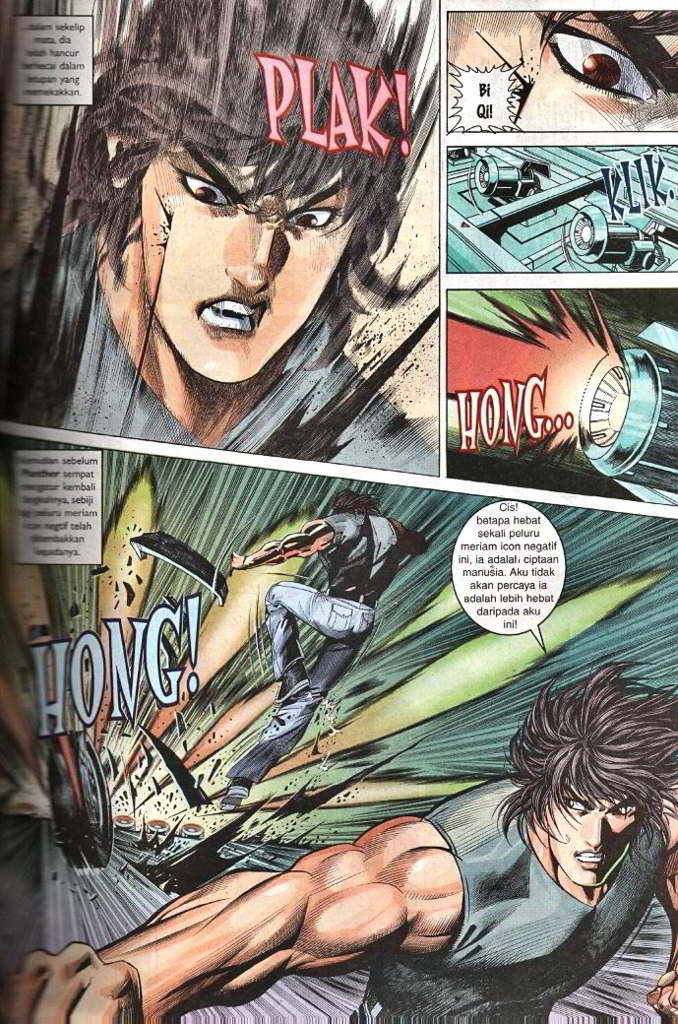 dalam sekelip
mata, dia
telah hancur
berkecai dalam
letupan yang
memekakkan.
PLAK!
Bi
Qi!
KLIK.
HONG...
Kemudian sebelum
Panther sempat
mengatur kembali
langkahnya, sebiji
lagi peluru meriam
icon negtif telah
ditembakkan
kepadanya.
HONG!
Cis!
betapa hebat
sekali peluru
meriam icon negatif
ini, ia adalah ciptaan
manusia. Aku tidak
akan percaya ia
adalah lebih hebat
daripada aku
ini!